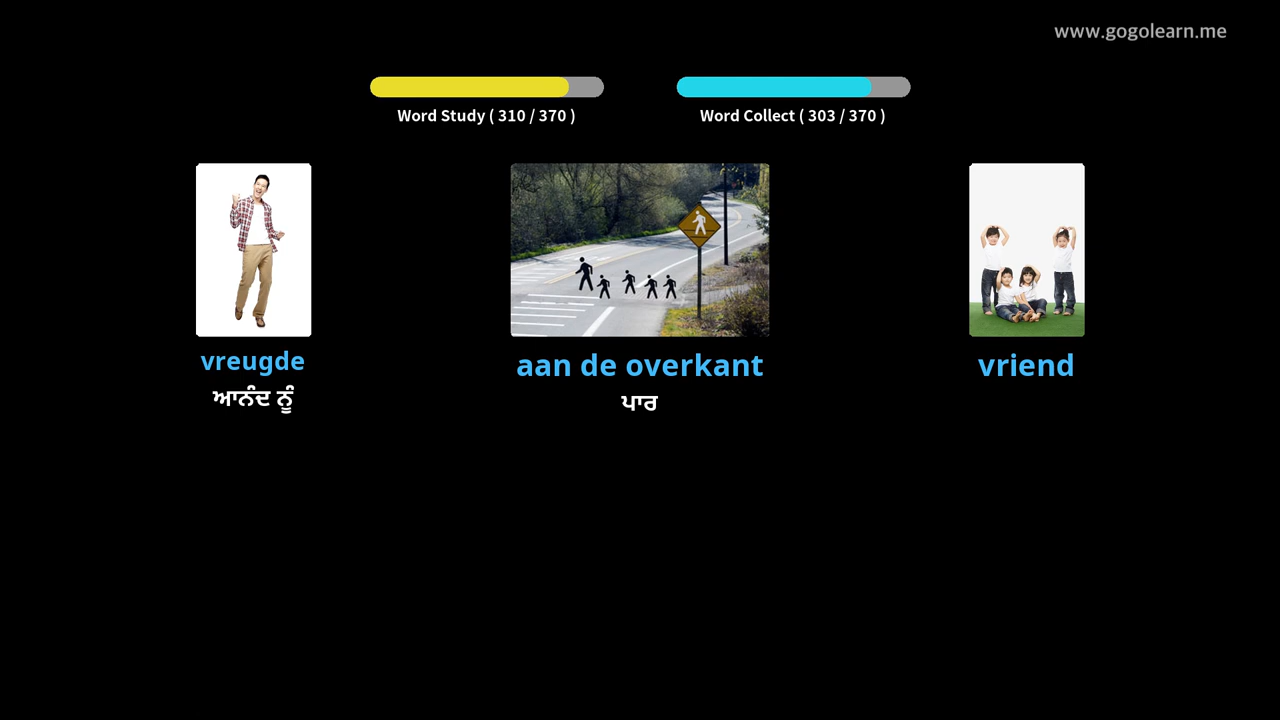 www.gogolearn.me
Word Study ( 310 / 370 )
Word Collect ( 303 / 370 )
vreugde
ਆਨੰਦ ਨੂੰ
aan de overkant
ਪਾਰ
vriend